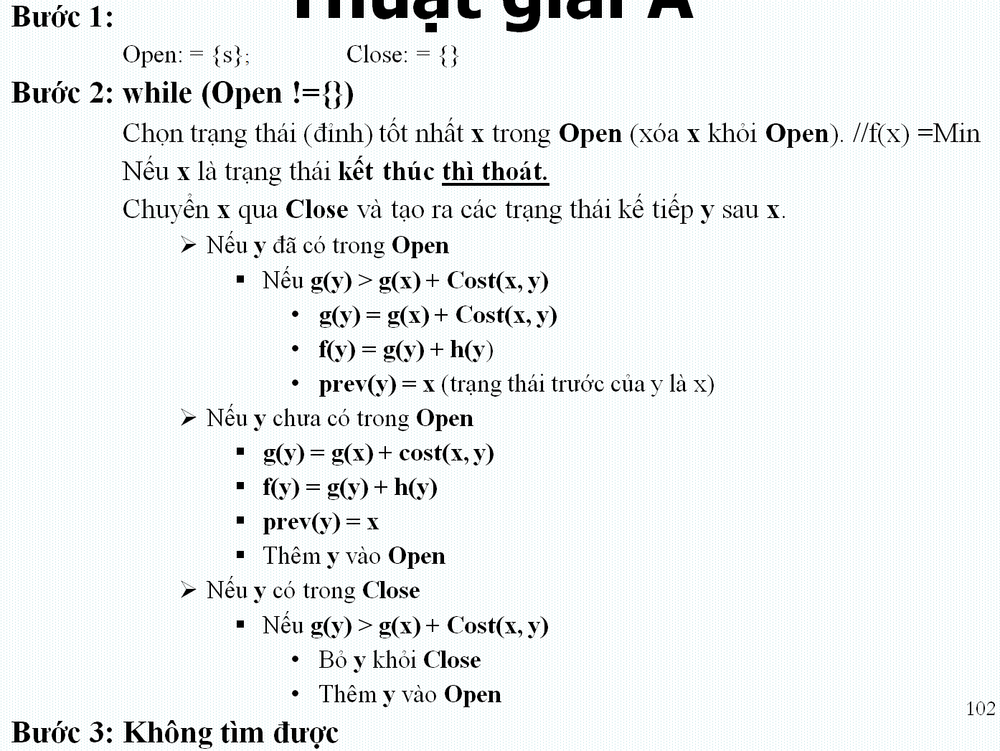 Thuật giải A
Bước 1:
Open: = {s}; Close: = {}
Bước 2: while (Open !={})
Chọn trạng thái (đỉnh) tốt nhất x trong Open (xóa x khỏi Open). //f(x) =Min
Nếu x là trạng thái kết thúc thì thoát.
Chuyển x qua Close và tạo ra các trạng thái kế tiếp y sau x.
➢ Nếu y đã có trong Open
▪ Nếu g(y) > g(x) + Cost(x, y)
• g(y) = g(x) + Cost(x, y)
• f(y) = g(y) + h(y)
• prev(y) = x (trạng thái trước của y là x)
➢ Nếu y chưa có trong Open
▪ g(y) = g(x) + cost(x, y)
▪ f(y) = g(y) + h(y)
▪ prev(y) = x
▪ Thêm y vào Open
➢ Nếu y có trong Close
▪ Nếu g(y) > g(x) + Cost(x, y)
• Bỏ y khỏi Close
• Thêm y vào Open
102
Bước 3: Không tìm được